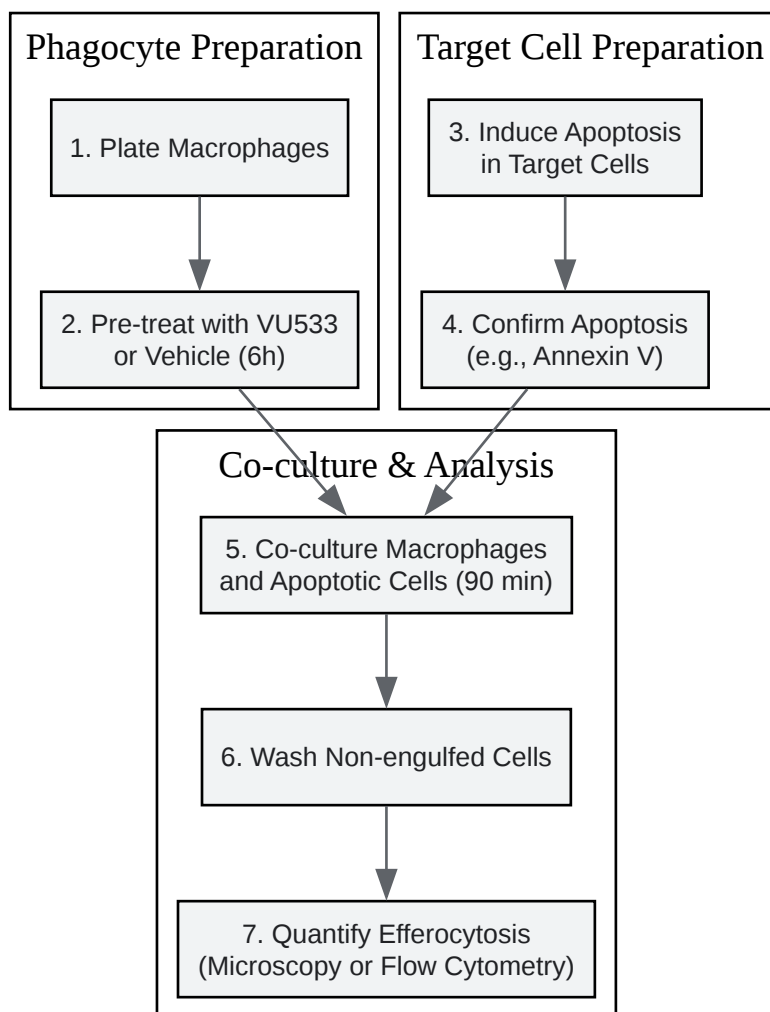 Phagocyte Preparation
1. Plate Macrophages
2. Pre-treat with VU533
or Vehicle (6h)
Target Cell Preparation
3. Induce Apoptosis
in Target Cells
4. Confirm Apoptosis
(e.g., Annexin V)
Co-culture & Analysis
5. Co-culture Macrophages
and Apoptotic Cells (90 min)
6. Wash Non-engulfed Cells
7. Quantify Efferocytosis
(Microscopy or Flow Cytometry)